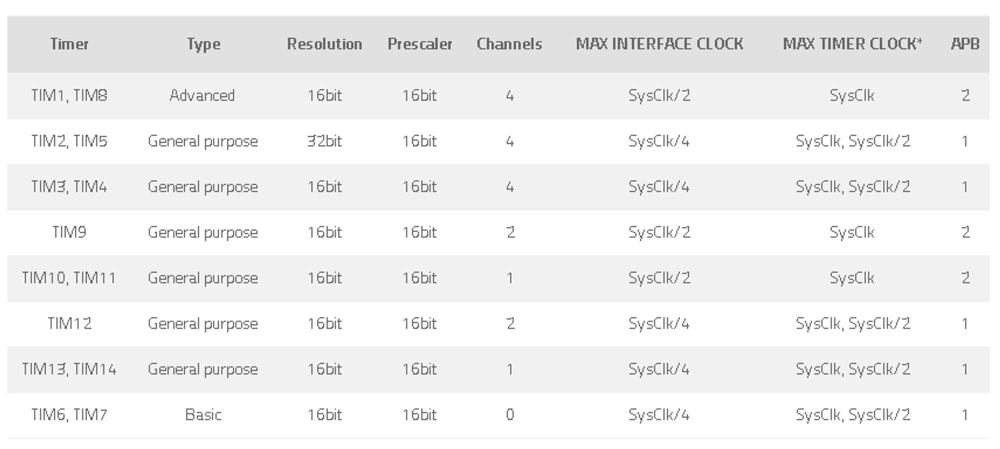 Timer Type Resolution Prescaler Channels MAX INTERFACE CLOCK MAX TIMER CLOCK* APB
TIM1, TIM8 Advanced 16bit 16bit 4 SysClk/2 SysClk 2
TIM2, TIM5 General purpose 32bit 16bit 4 SysClk/4 SysClk, SysClk/2 1
TIM3, TIM4 General purpose 16bit 16bit 4 SysClk/4 SysClk, SysClk/2 1
TIM9 General purpose 16bit 16bit 2 SysClk/2 SysClk 2
TIM10, TIM11 General purpose 16bit 16bit 1 SysClk/2 SysClk 2
TIM12 General purpose 16bit 16bit 2 SysClk/4 SysClk, SysClk/2 1
TIM13, TIM14 General purpose 16bit 16bit 1 SysClk/4 SysClk, SysClk/2 1
TIM6, TIM7 Basic 16bit 16bit 0 SysClk/4 SysClk, SysClk/2 1